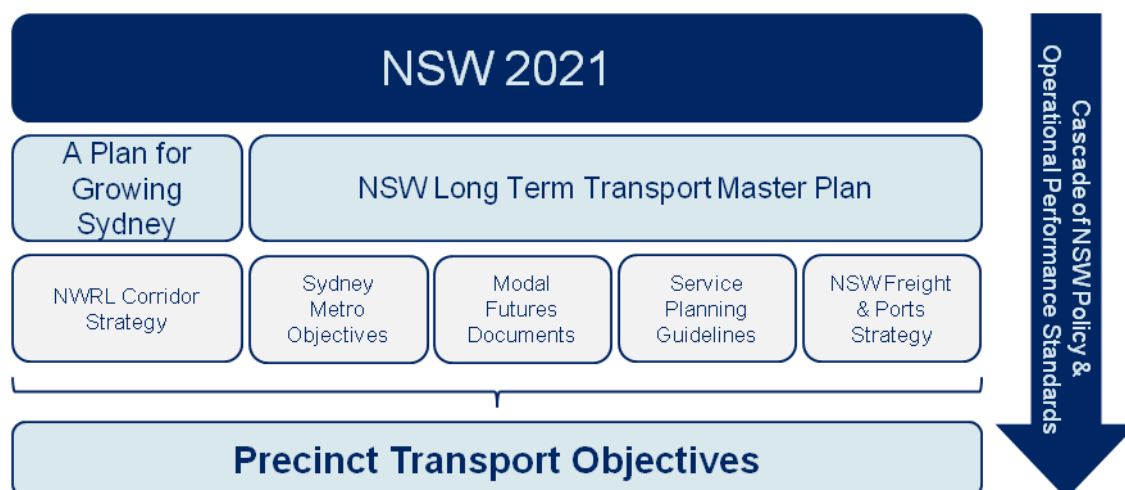 NSW 2021
A Plan for
Growing
Sydney
NSW Long Term Transport Master Plan
NWRL Corridor
Strategy
Sydney
Metro
Objectives
Modal
Futures
Documents
Service
Planning
Guidelines
NSW Freight
& Ports
Strategy
Precinct Transport Objectives
Cascade of NSW Policy &
Operational Performance Standards